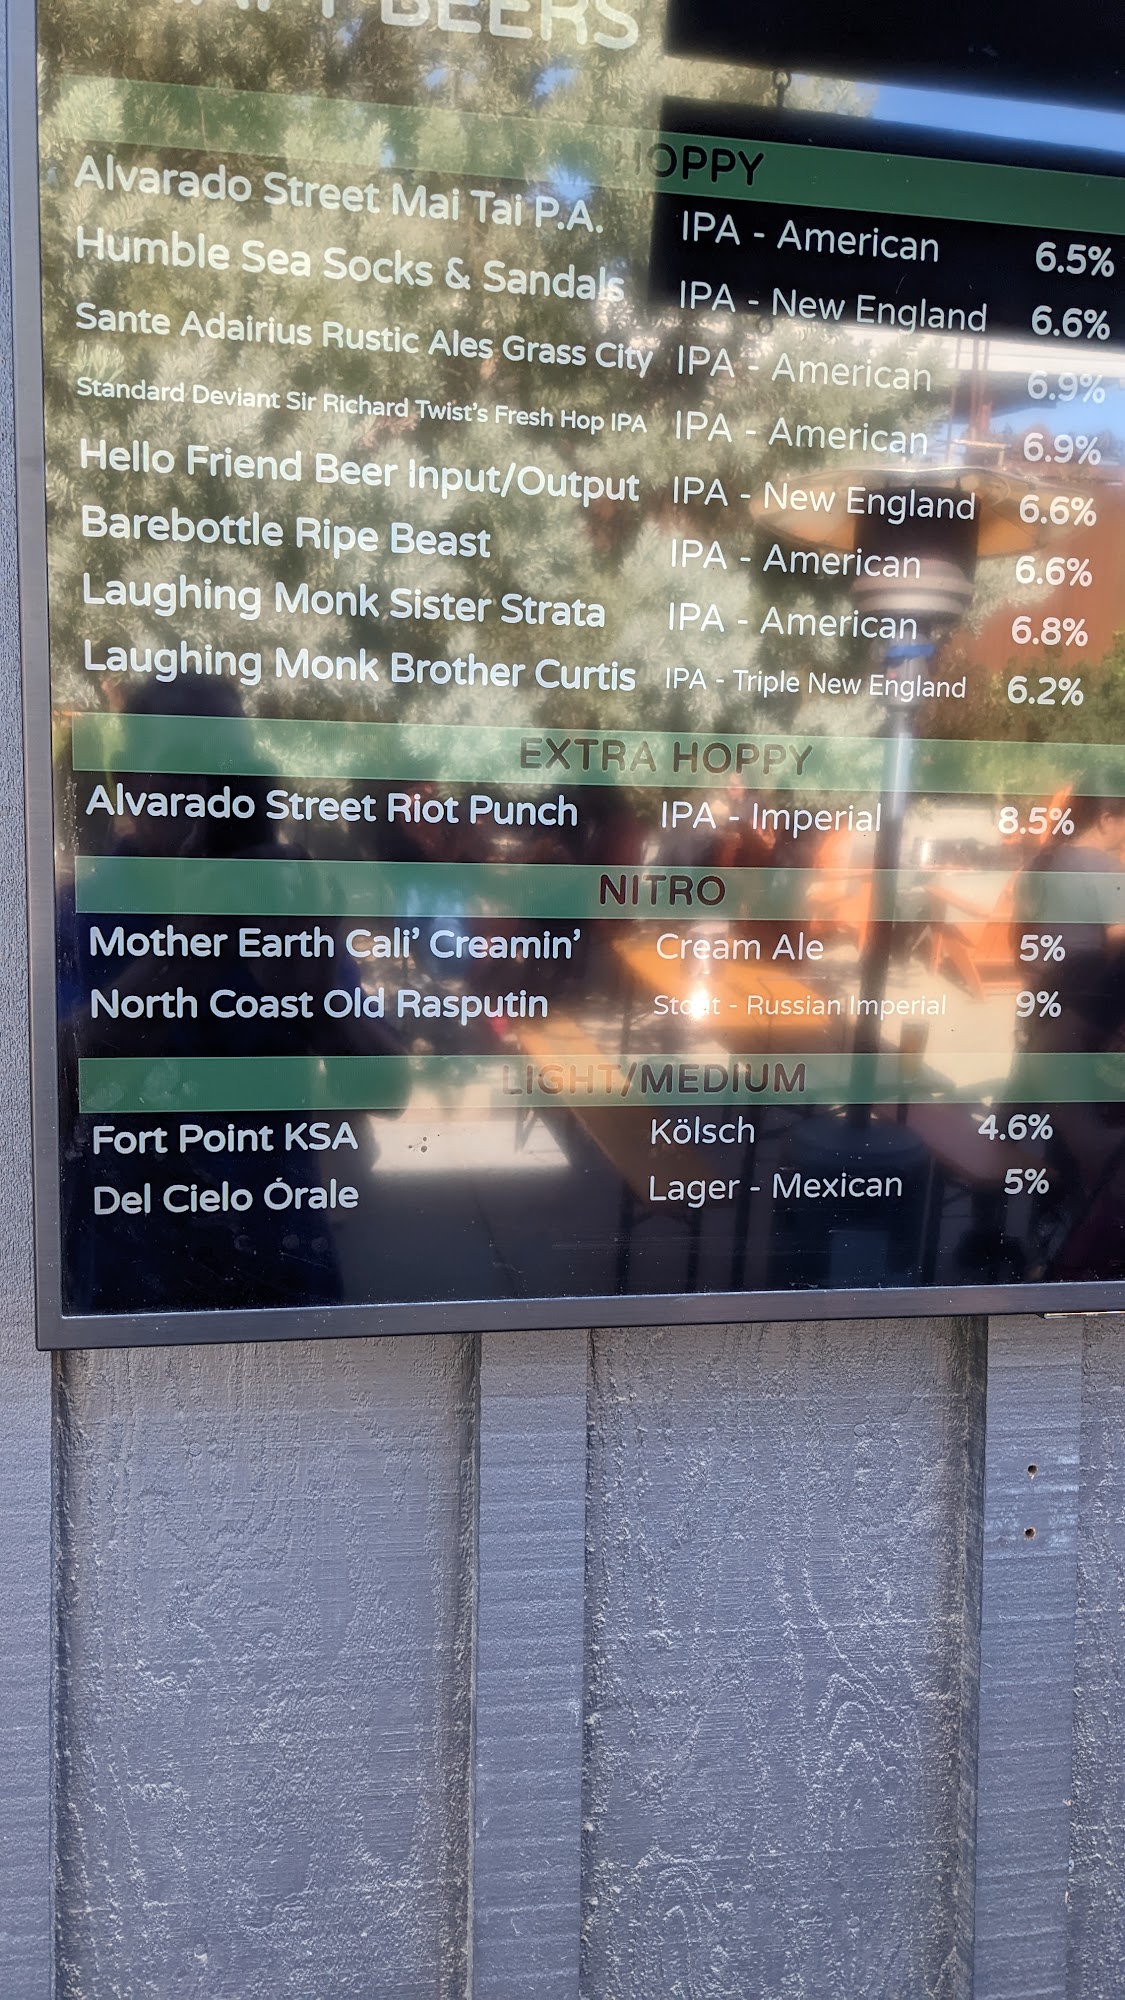 BEERS
HOPPY
Alvarado Street Mai Tai P.A. IPA - American 6.5%
Humble Sea Socks & Sandals IPA - New England 6.6%
Sante Adairius Rustic Ales Grass City IPA - American 6.9%
Standard Deviant Sir Richard Twist's Fresh Hop IPA IPA - American 6.9%
Hello Friend Beer Input/Output IPA - New England 6.6%
Barebottle Ripe Beast IPA - American 6.6%
Laughing Monk Sister Strata IPA - American 6.8%
Laughing Monk Brother Curtis IPA - Triple New England 6.2%
EXTRA HOPPY
Alvarado Street Riot Punch IPA - Imperial 8.5%
NITRO
Mother Earth Cali' Creamin' Cream Ale 5%
North Coast Old Rasputin Stout - Russian Imperial 9%
LIGHT/MEDIUM
Fort Point KSA Kölsch 4.6%
Del Cielo Órale Lager - Mexican 5%